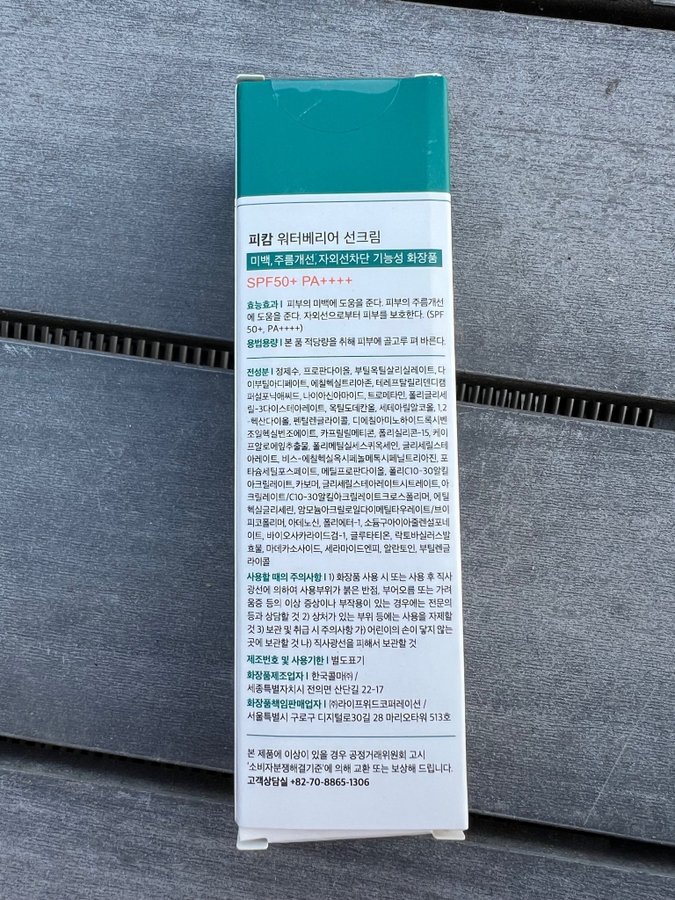 피캄 워터베리어 선크림
미백, 주름개선, 자외선차단 기능성 화장품
SPF50+ PA++++
효능효과 | 피부의 미백에 도움을 준다. 피부의 주름개선
에 도움을 준다. 자외선으로부터 피부를 보호한다. (SPF
50+, PA++++)
용법용량 | 본 품 적당량을 취해 피부에 골고루 펴 바른다.
전성분 | 정제수, 프로판다이올, 부틸옥틸살리실레이트, 다
이부틸아디페이트, 에칠헥실트리아존, 테레프탈릴리덴디캠
퍼설포닉애씨드, 나이아신아마이드, 트로메타민, 폴리글리세
릴-3다이스테아레이트, 옥틸도데칸올, 세테아릴알코올, 1,2
-헥산다이올, 펜틸렌글라이콜, 디에칠아미노하이드록시벤
조일헥실벤조에이트, 카프릴릴메티콘, 폴리실리콘-15, 케이
프알로에잎추출물, 폴리메틸실세스퀴옥세인, 글리세릴스테
아레이트, 비스-에칠헥실옥시페놀메톡시페닐트리아진, 포
타슘세틸포스페이트, 메틸프로판다이올, 폴리C10-30알킬
아크릴레이트, 카보머, 글리세릴스테아레이트시트레이트, 아
크릴레이트/C10-30알킬아크릴레이트크로스폴리머, 에틸
헥실글리세린, 암모늄아크릴로일다이메틸타우레이트/브이
피코폴리머, 아데노신, 폴리에터-1, 소듐구아이아줄렌설포네
이트, 바이오사카라이드검-1, 글루타티온, 락토바실러스발
효물, 마데카소사이드, 세라마이드엔피, 알란토인, 부틸렌글
라이콜
사용할 때의 주의사항 | 1) 화장품 사용 시 또는 사용 후 직사
광선에 의하여 사용부위가 붉은 반점, 부어오름 또는 가려
움증 등의 이상 증상이나 부작용이 있는 경우에는 전문의
등과 상담할 것 2) 상처가 있는 부위 등에는 사용을 자제할
것 3) 보관 및 취급 시 주의사항 가) 어린이의 손이 닿지 않는
곳에 보관할 것 나) 직사광선을 피해서 보관할 것
제조번호 및 사용기한 | 별도표기
화장품제조업자 | 한국콜마㈜ /
세종특별자치시 전의면 산단길 22-17
화장품책임판매업자 | ㈜라이프위드코퍼레이션 /
서울특별시 구로구 디지털로30길 28 마리오타워 513호
본 제품에 이상이 있을 경우 공정거래위원회 고시
'소비자분쟁해결기준'에 의해 교환 또는 보상해 드립니다.
고객상담실 +82-70-8865-1306